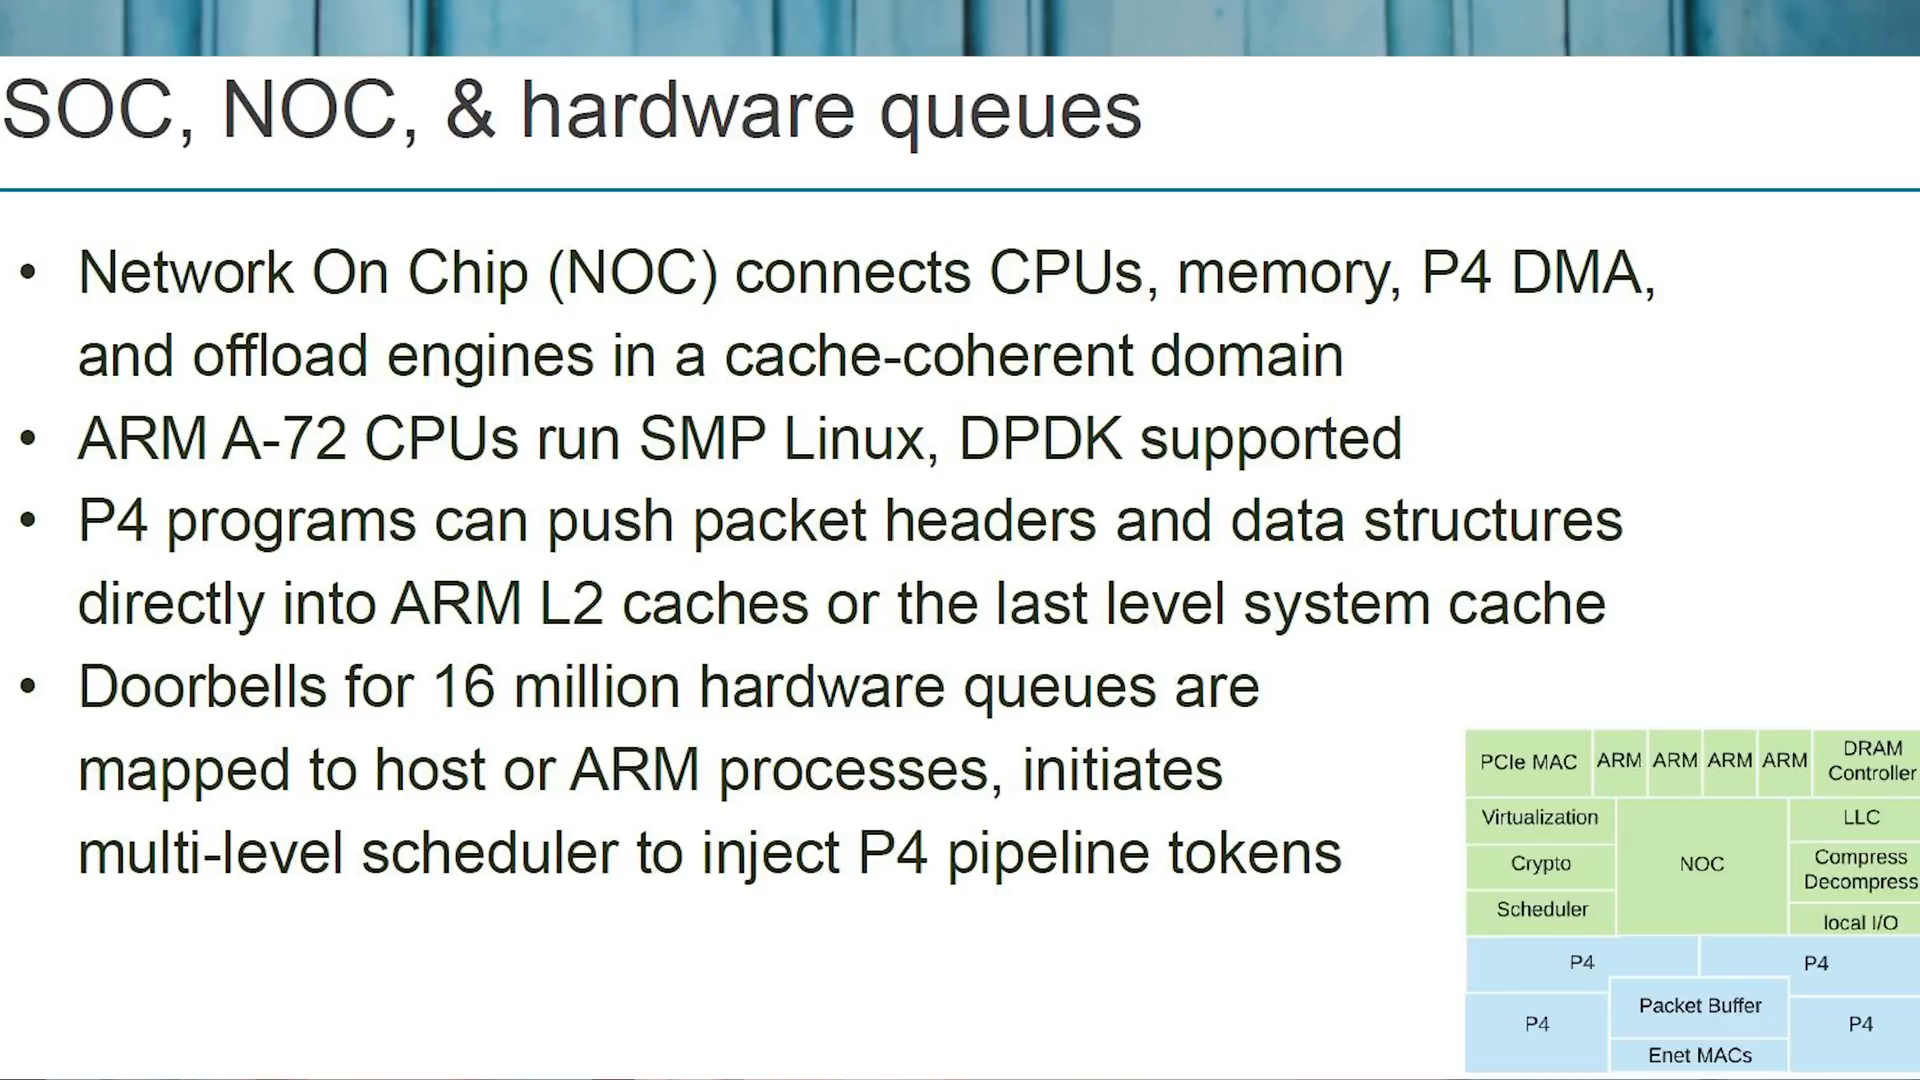 SOC, NOC, & hardware queues
• Network On Chip (NOC) connects CPUs, memory, P4 DMA,
and offload engines in a cache-coherent domain
• ARM A-72 CPUs run SMP Linux, DPDK supported
• P4 programs can push packet headers and data structures
directly into ARM L2 caches or the last level system cache
• Doorbells for 16 million hardware queues are
mapped to host or ARM processes, initiates
multi-level scheduler to inject P4 pipeline tokens
PCIe MAC
ARM
ARM
ARM
ARM
DRAM
Controller
Virtualization
Crypto
Scheduler
NOC
LLC
Compress
Decompress
local I/O
P4
P4
P4
Packet Buffer
P4
Enet MACs